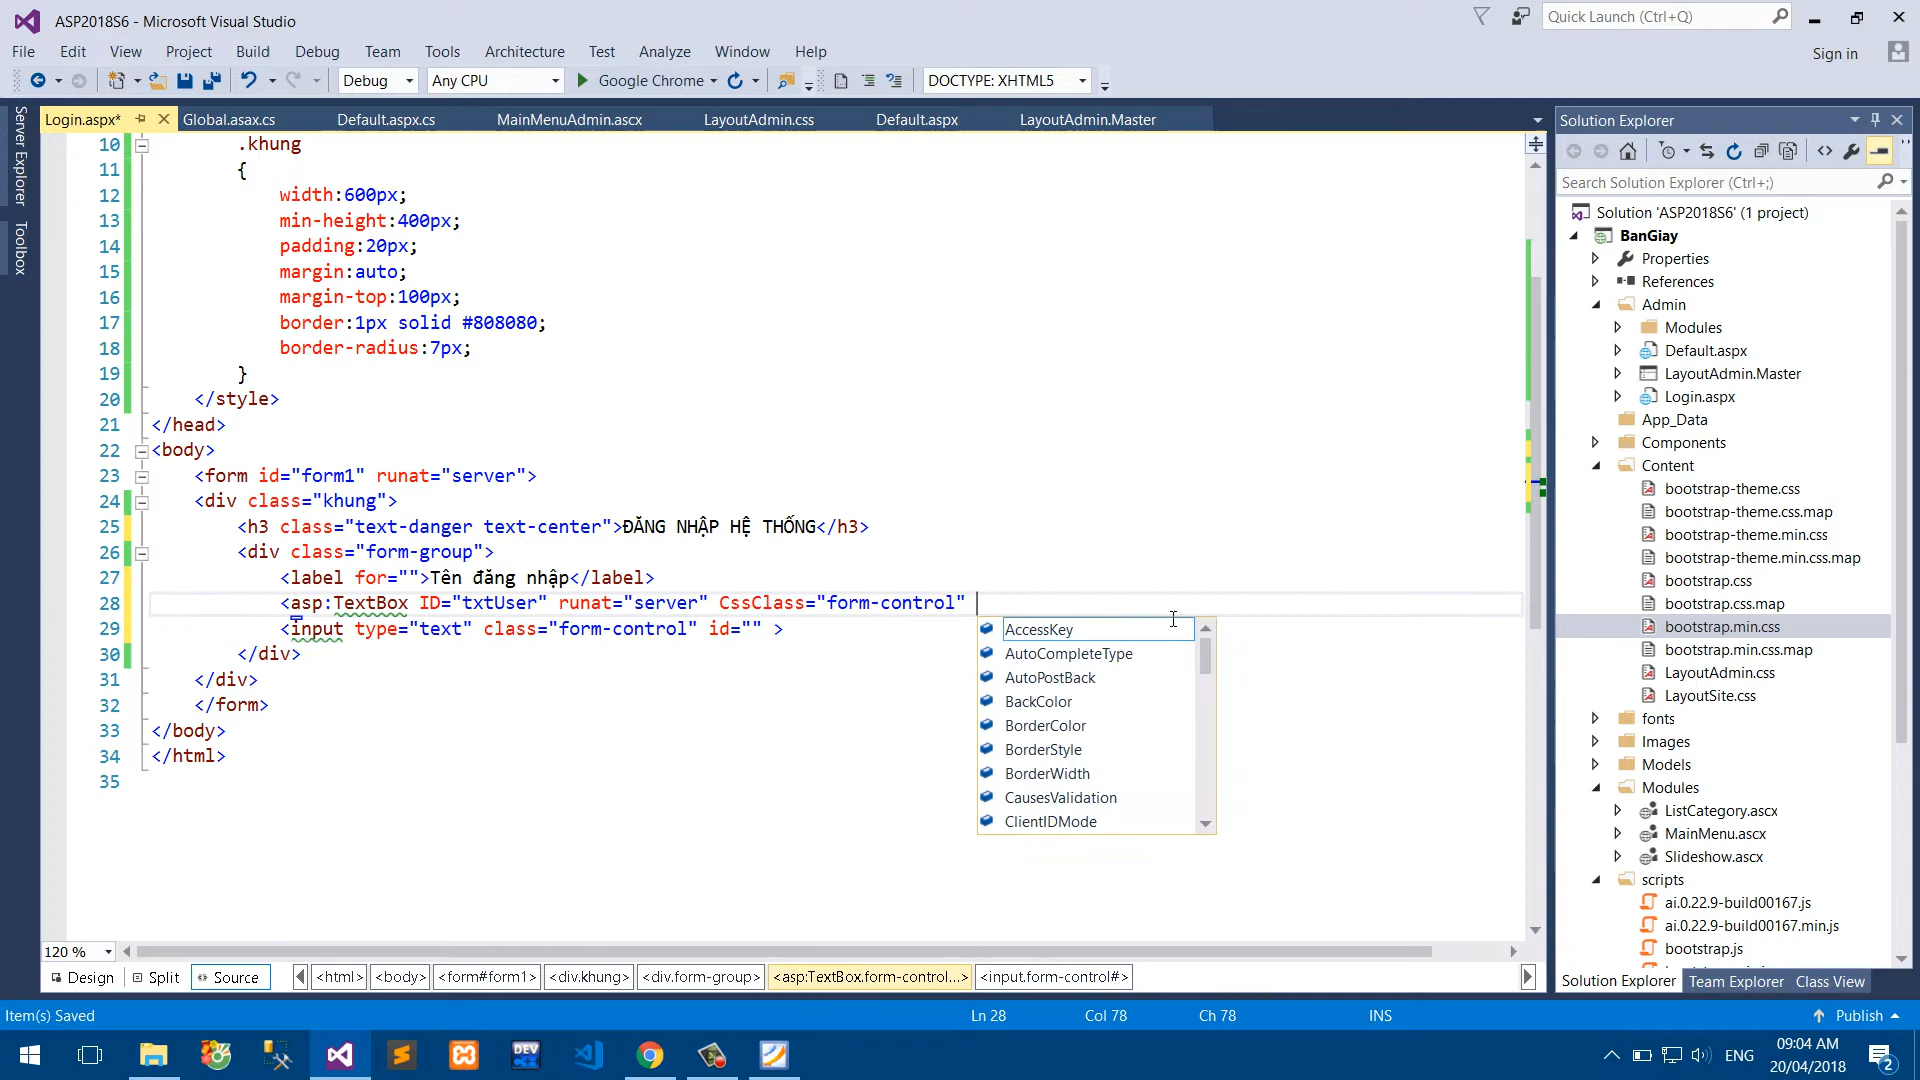 ASP2018S6 - Microsoft Visual Studio
Quick Launch (Ctrl+Q)
File Edit View Project Build Debug Team Tools Architecture Test Analyze Window Help
Sign in
Debug Any CPU Google Chrome DOCTYPE: XHTML5
Server Explorer
Toolbox
Login.aspx* Global.asax.cs Default.aspx.cs MainMenuAdmin.ascx LayoutAdmin.css Default.aspx LayoutAdmin.Master
10 .khung
11 {
12 width:600px;
13 min-height:400px;
14 padding:20px;
15 margin:auto;
16 margin-top:100px;
17 border:1px solid #808080;
18 border-radius:7px;
19 }
20 </style>
21 </head>
22 <body>
23 <form id="form1" runat="server">
24 <div class="khung">
25 <h3 class="text-danger text-center">ĐĂNG NHẬP HỆ THỐNG</h3>
26 <div class="form-group">
27 <label for="">Tên đăng nhập</label>
28 <asp:TextBox ID="txtUser" runat="server" CssClass="form-control"
29 <input type="text" class="form-control" id="" >
30 </div>
31 </div>
32 </form>
33 </body>
34 </html>
35
AccessKey
AutoCompleteType
AutoPostBack
BackColor
BorderColor
BorderStyle
BorderWidth
CausesValidation
ClientIDMode
120 %
Design Split Source <html> <body> <form#form1> <div.khung> <div.form-group> <asp:TextBox.form-control...> <input.form-control#>
Solution Explorer
Search Solution Explorer (Ctrl+;)
Solution 'ASP2018S6' (1 project)
BanGiay
Properties
References
Admin
Modules
Default.aspx
LayoutAdmin.Master
Login.aspx
App_Data
Components
Content
bootstrap-theme.css
bootstrap-theme.css.map
bootstrap-theme.min.css
bootstrap-theme.min.css.map
bootstrap.css
bootstrap.css.map
bootstrap.min.css
bootstrap.min.css.map
LayoutAdmin.css
LayoutSite.css
fonts
Images
Models
Modules
ListCategory.ascx
MainMenu.ascx
Slideshow.ascx
scripts
ai.0.22.9-build00167.js
ai.0.22.9-build00167.min.js
bootstrap.js
Solution Explorer Team Explorer Class View
Item(s) Saved Ln 28 Col 78 Ch 78 INS Publish
DEV
ENG
09:04 AM
20/04/2018
2